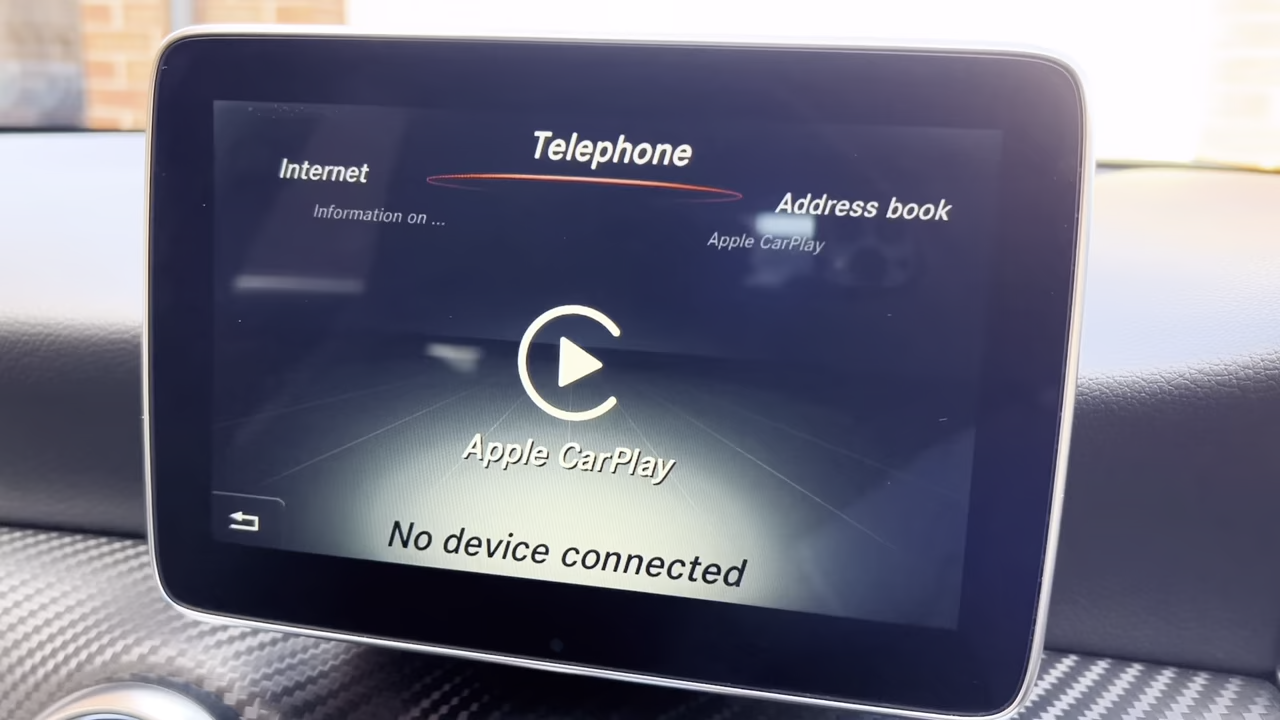 Telephone
Internet
Address book
Information on ...
Apple CarPlay
Apple CarPlay
No device connected